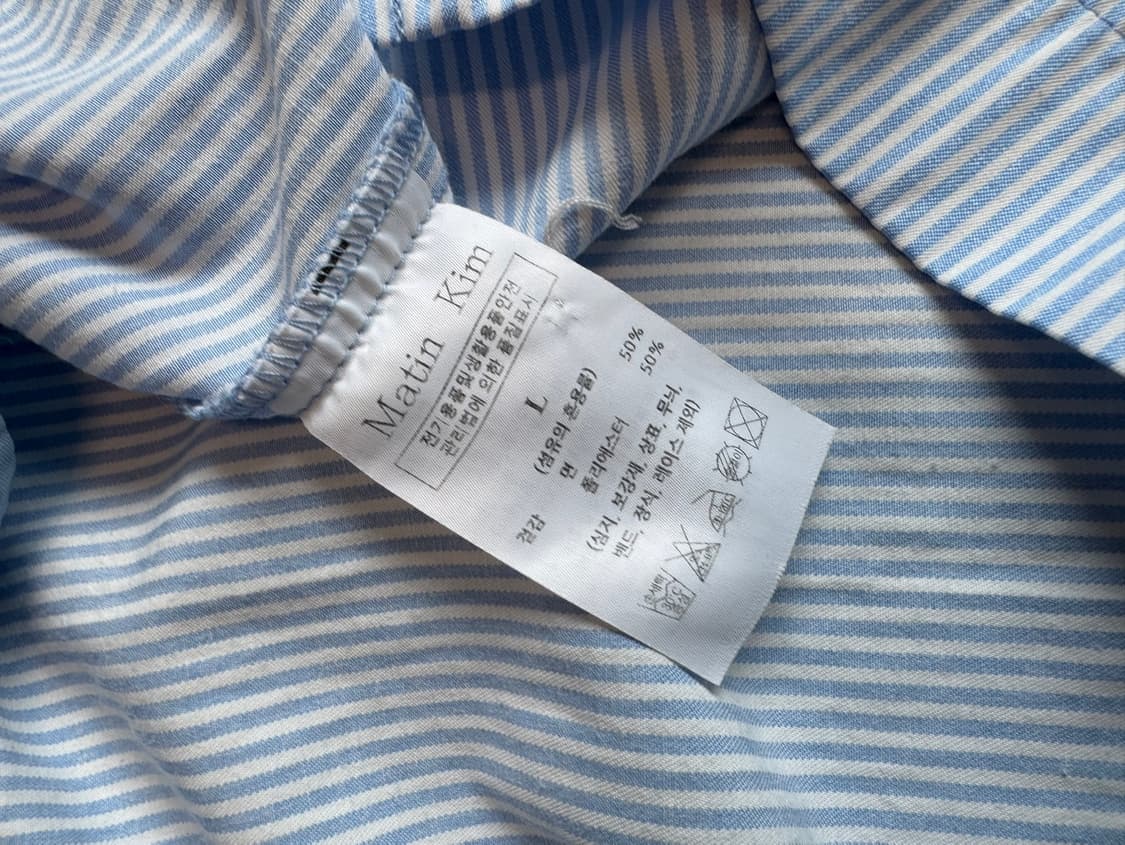 Matin Kim
전기용품및생활용품안전
관리법에 의한 품질표시
L
(섬유의 혼용률)
겉감 면 50%
폴리에스터 50%
(심지, 보강재, 상표, 무늬,
밴드, 장식, 레이스 제외)